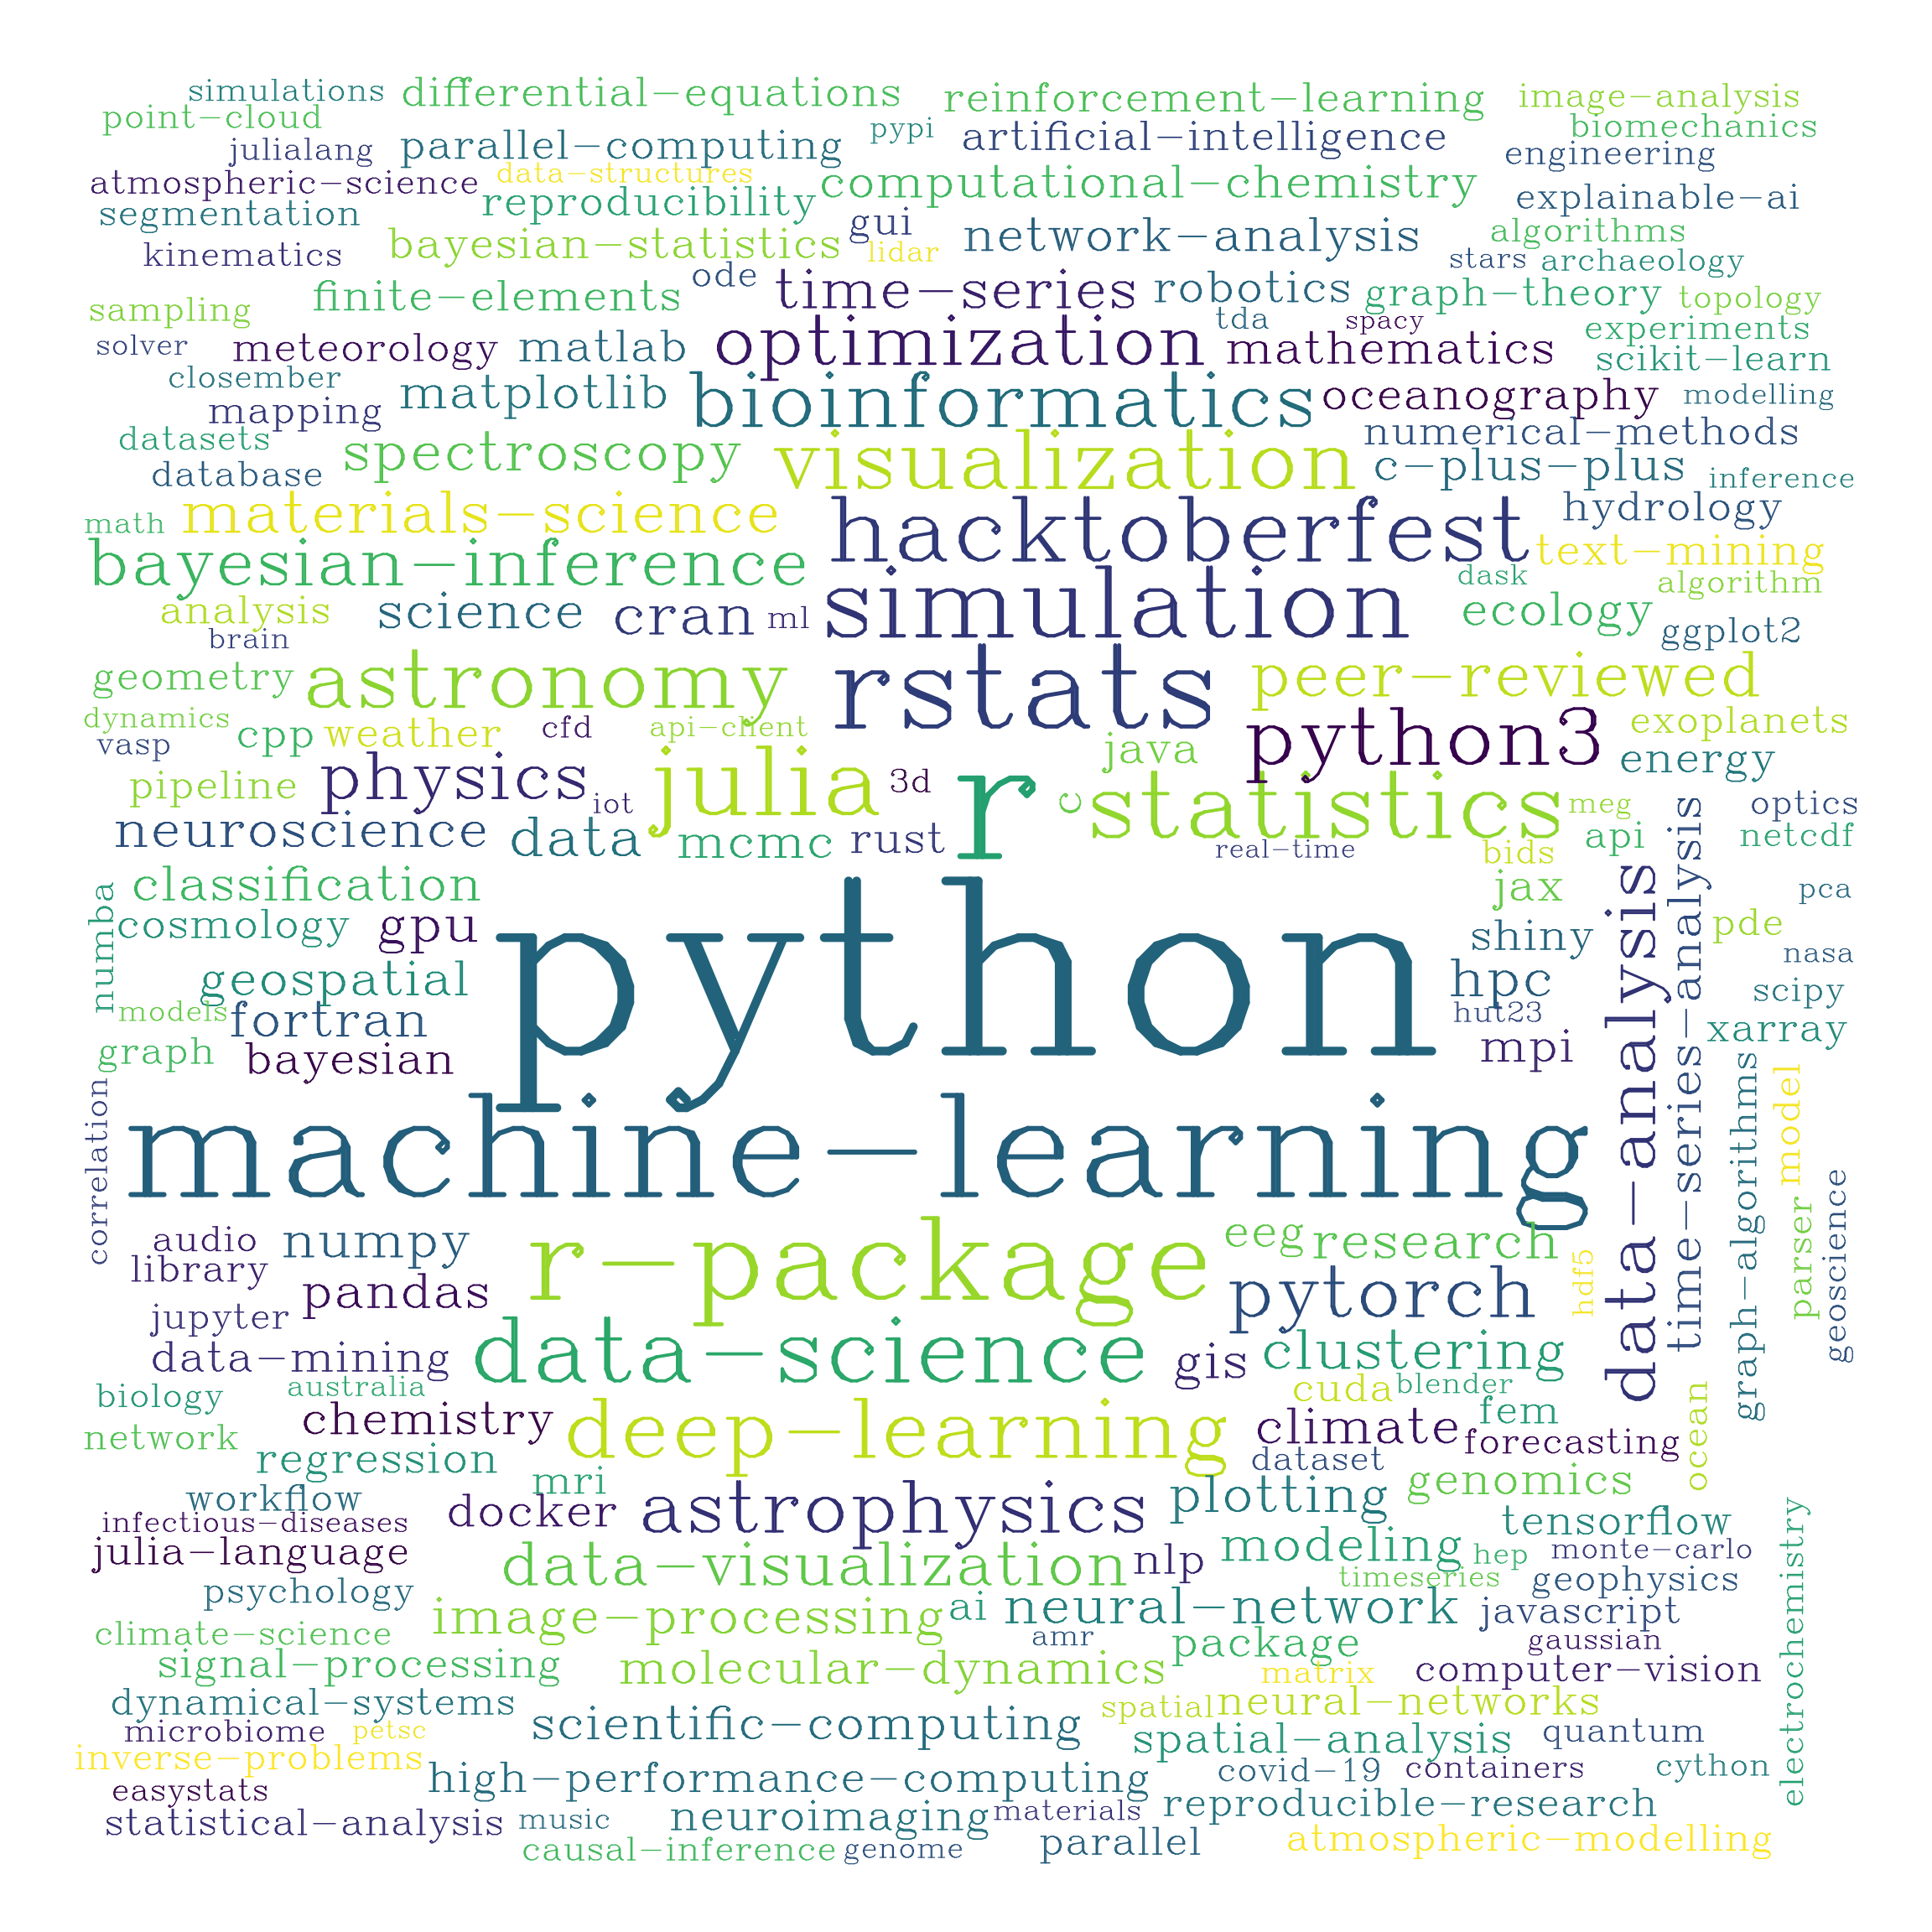 simulations differential-equations reinforcement-learning image-analysis
point-cloud pypi artificial-intelligence biomechanics
julialang parallel-computing engineering
atmospheric-science data-structures computational-chemistry explainable-ai
segmentation reproducibility gui algorithms
kinematics bayesian-statistics lidar network-analysis stars archaeology
sampling finite-elements ode time-series robotics graph-theory topology
solver meteorology matlab optimization tda spacy experiments
closember mathematics scikit-learn
mapping matplotlib bioinformatics oceanography modelling
datasets spectroscopy visualization numerical-methods
database c-plus-plus inference
math materials-science hacktoberfest hydrology
bayesian-inference text-mining
analysis science cran ml simulation dask algorithm
brain ecology ggplot2
geometry astronomy rstats peer-reviewed
dynamics cpp weather cfd api-client java python3 exoplanets
vasp energy
pipeline physics iot julia 3d r c statistics meg optics
neuroscience data mcmc rust real-time bids api netcdf
classification jax data-analysis time-series-analysis pca
numba cosmology gpu python shiny pde
geospatial hpc nasa
models fortran hut23 scipy
graph bayesian mpi xarray
correlation machine-learning graph-algorithms model
audio numpy r-package eeg research parser geoscience
library pandas pytorch hdf5
jupyter
data-mining data-science gis clustering
biology australia cuda blender
network chemistry deep-learning climate fem ocean
regression mri dataset forecasting
workflow docker astrophysics plotting genomics
infectious-diseases tensorflow electrochemistry
julia-language data-visualization nlp modeling hep monte-carlo
psychology timeseries geophysics
climate-science image-processing ai neural-network javascript
signal-processing amr package gaussian
molecular-dynamics matrix computer-vision
dynamical-systems spatial neural-networks
microbiome petsc scientific-computing spatial-analysis quantum
inverse-problems high-performance-computing covid-19 containers cython
easystats
statistical-analysis music neuroimaging materials reproducible-research
causal-inference genome parallel atmospheric-modelling